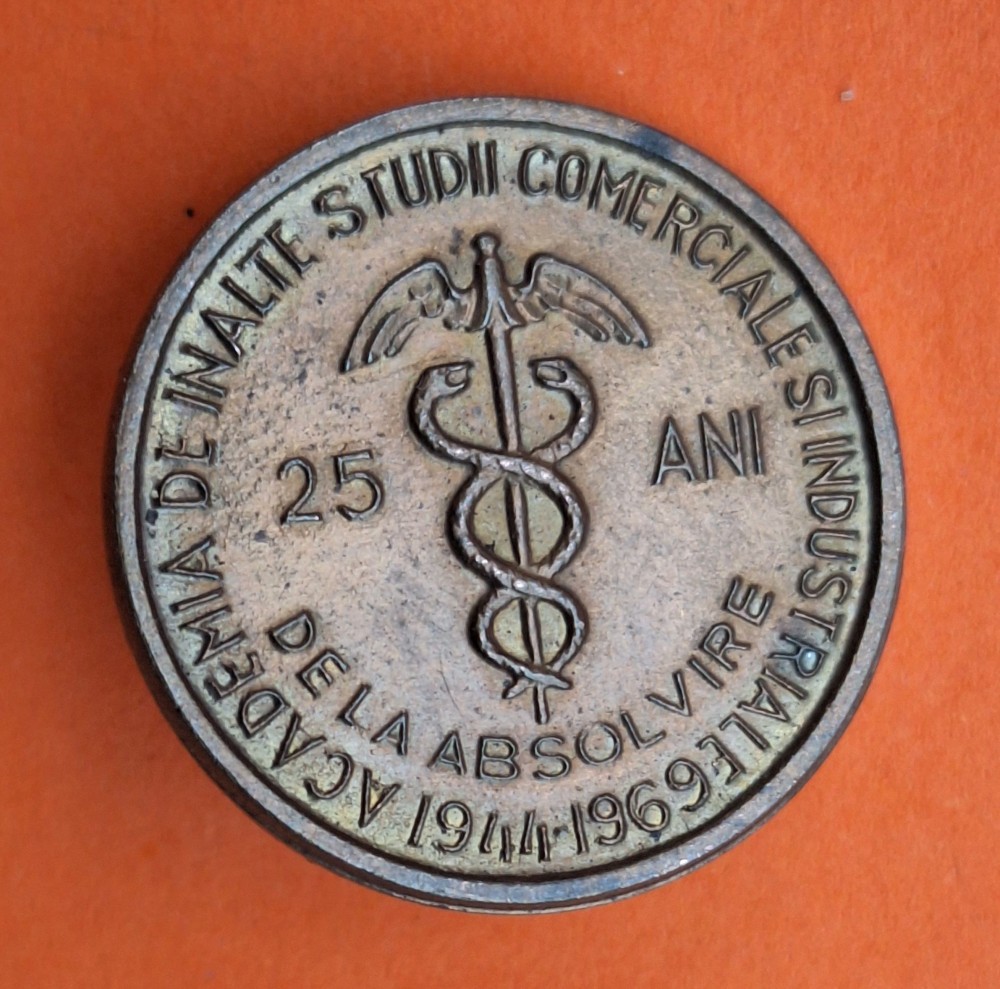 ACADEMIA DE INALTE STUDII COMERCIALE SI INDUSTRIALE
1944-1969
25 ANI
DE LA ABSOLVIRE